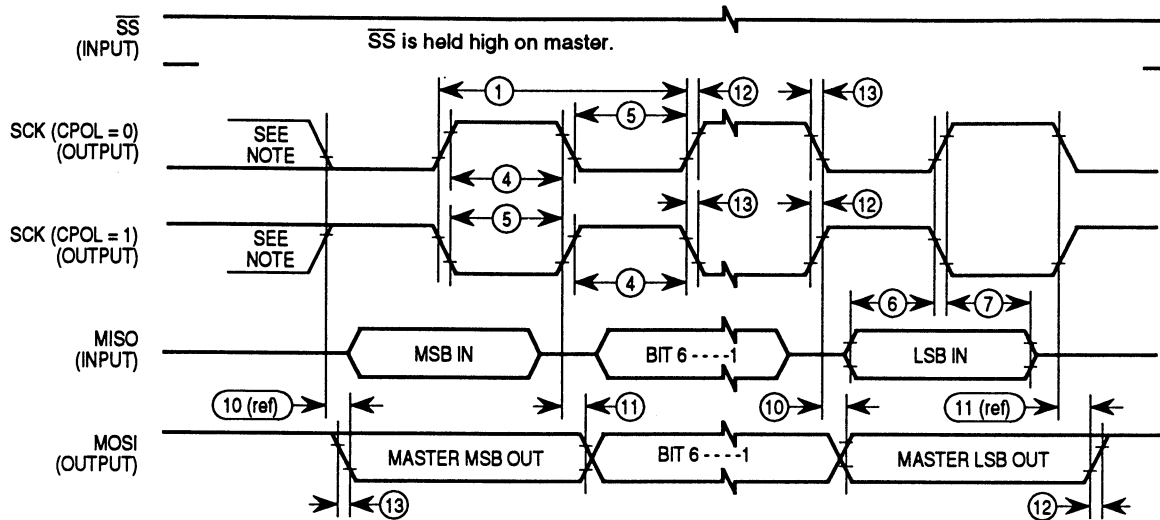 SS
(INPUT)
SS is held high on master.
1
12
13
5
SCK (CPOL = 0)
(OUTPUT)
SEE
NOTE
4
5
13
12
SCK (CPOL = 1)
(OUTPUT)
SEE
NOTE
4
6
7
MISO
(INPUT)
MSB IN
BIT 6 - - - - 1
LSB IN
10 (ref)
11
10
11 (ref)
MOSI
(OUTPUT)
MASTER MSB OUT
BIT 6 - - - - 1
MASTER LSB OUT
13
12